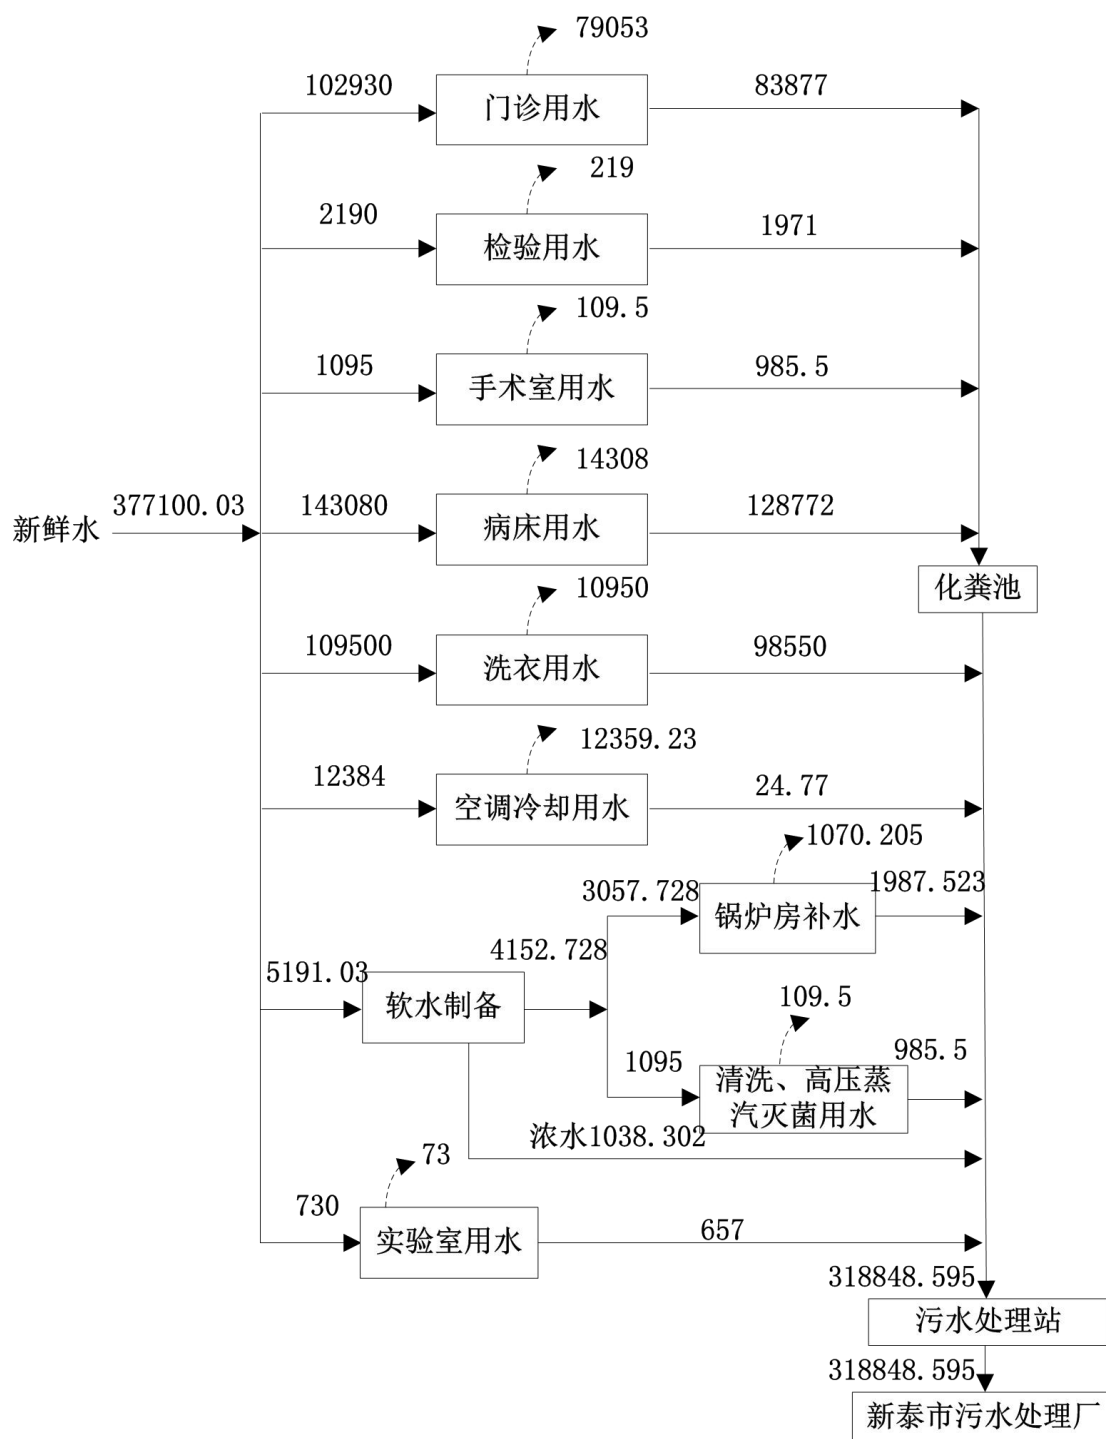 79053
102930
门诊用水
83877
219
2190
检验用水
1971
109.5
1095
手术室用水
985.5
14308
新鲜水
377100.03
143080
病床用水
128772
化粪池
10950
109500
洗衣用水
98550
12359.23
12384
空调冷却用水
24.77
1070.205
3057.728
锅炉房补水
1987.523
5191.03
软水制备
4152.728
109.5
1095
清洗、高压蒸
汽灭菌用水
985.5
浓水1038.302
73
730
实验室用水
657
318848.595
污水处理站
318848.595
新泰市污水处理厂